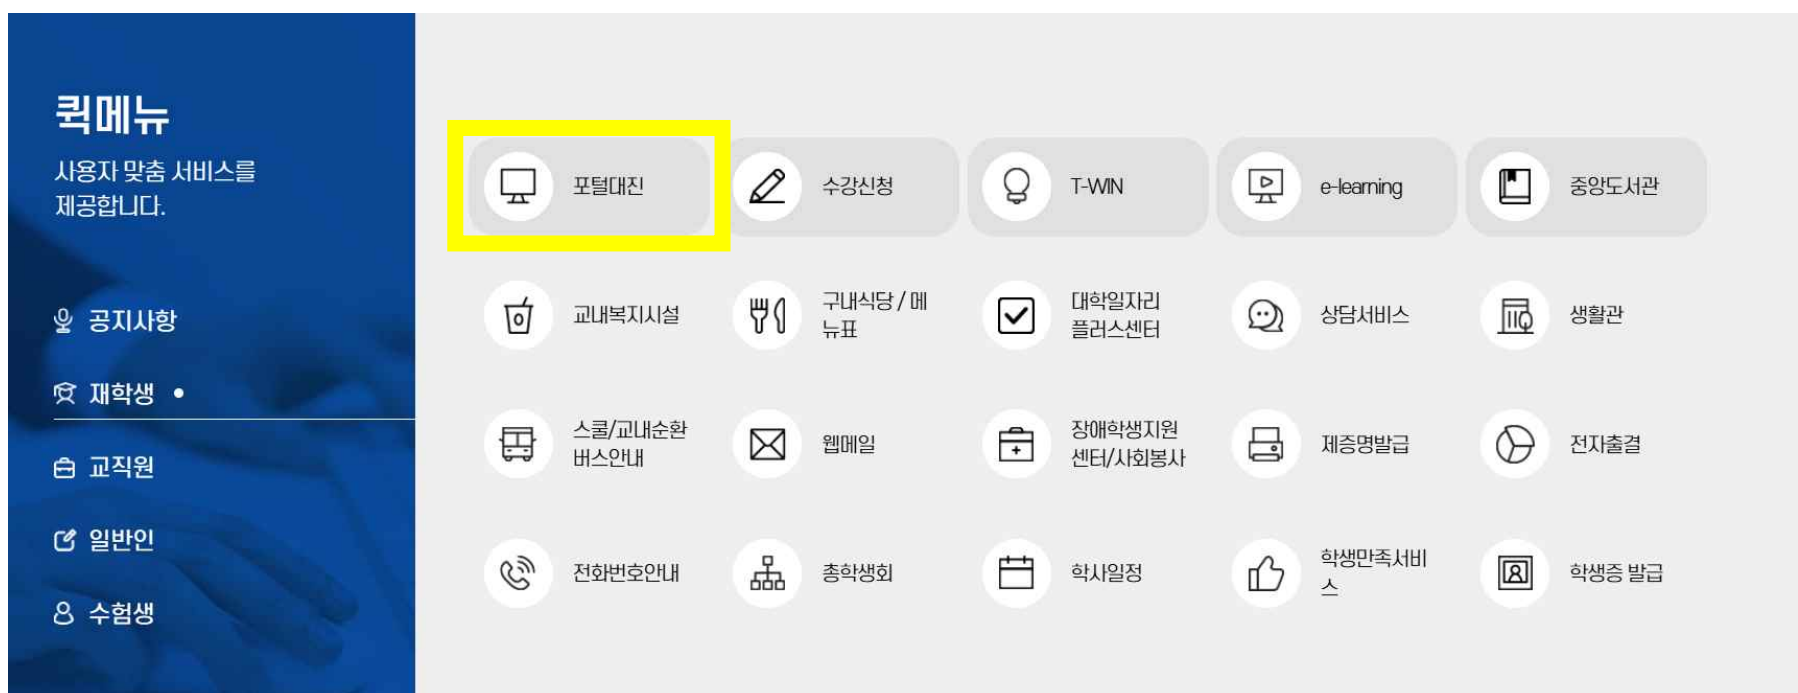 퀵메뉴
사용자 맞춤 서비스를
제공합니다.
공지사항
재학생
교직원
일반인
수험생
포털대진
수강신청
T-WIN
e-learning
중앙도서관
교내복지시설
구내식당 / 메
뉴표
대학일자리
플러스센터
상담서비스
생활관
스쿨/교내순환
버스안내
웹메일
장애학생지원
센터/사회봉사
제증명발급
전자출결
전화번호안내
총학생회
학사일정
학생만족서비
스
학생증 발급